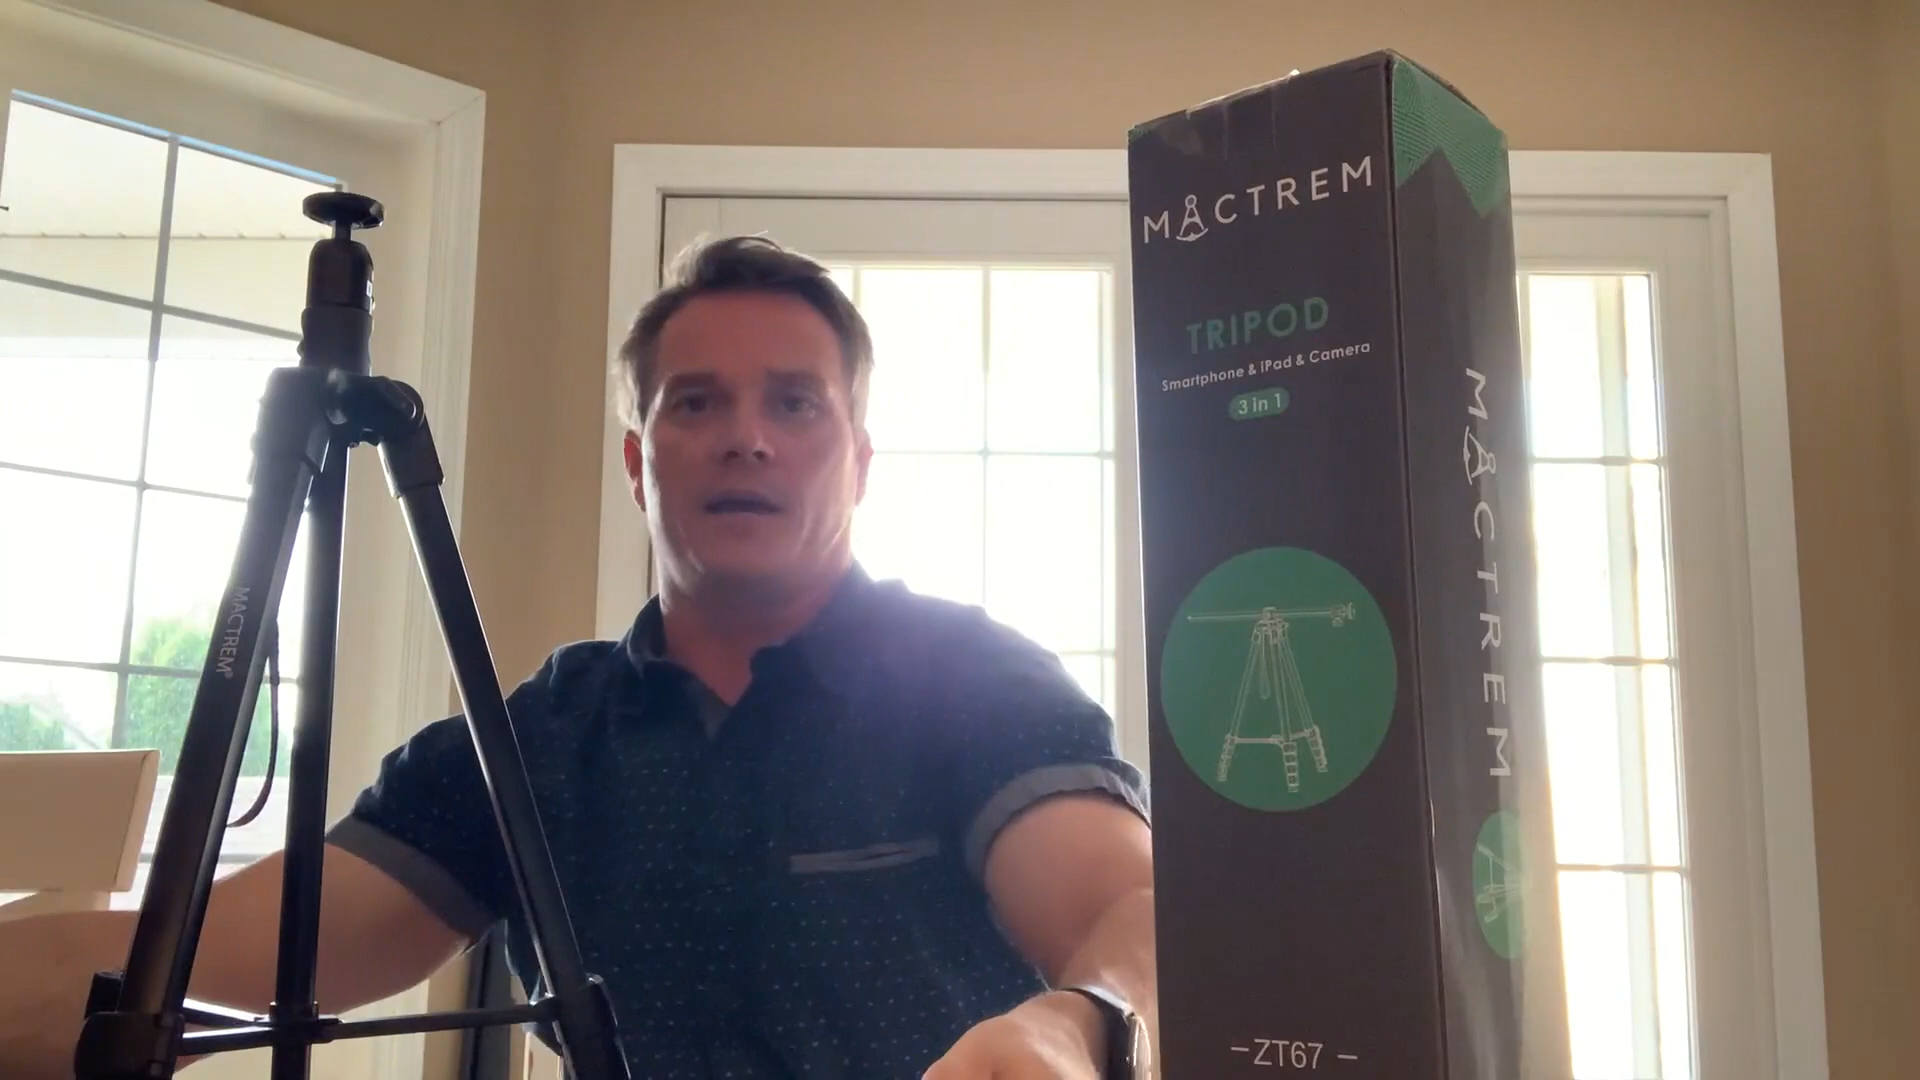 MACTREM
TRIPOD
Smartphone & iPad & Camera
3 in 1
-ZT67-
MACTREM
MACTREM®